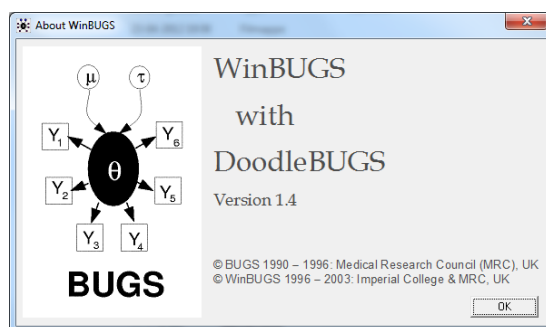 About WinBUGS
μ τ
Y1 Y6
θ
Y2 Y5
Y3 Y4
BUGS
WinBUGS
with
DoodleBUGS
Version 1.4
© BUGS 1990 – 1996: Medical Research Council (MRC), UK
© WinBUGS 1996 – 2003: Imperial College & MRC, UK
OK